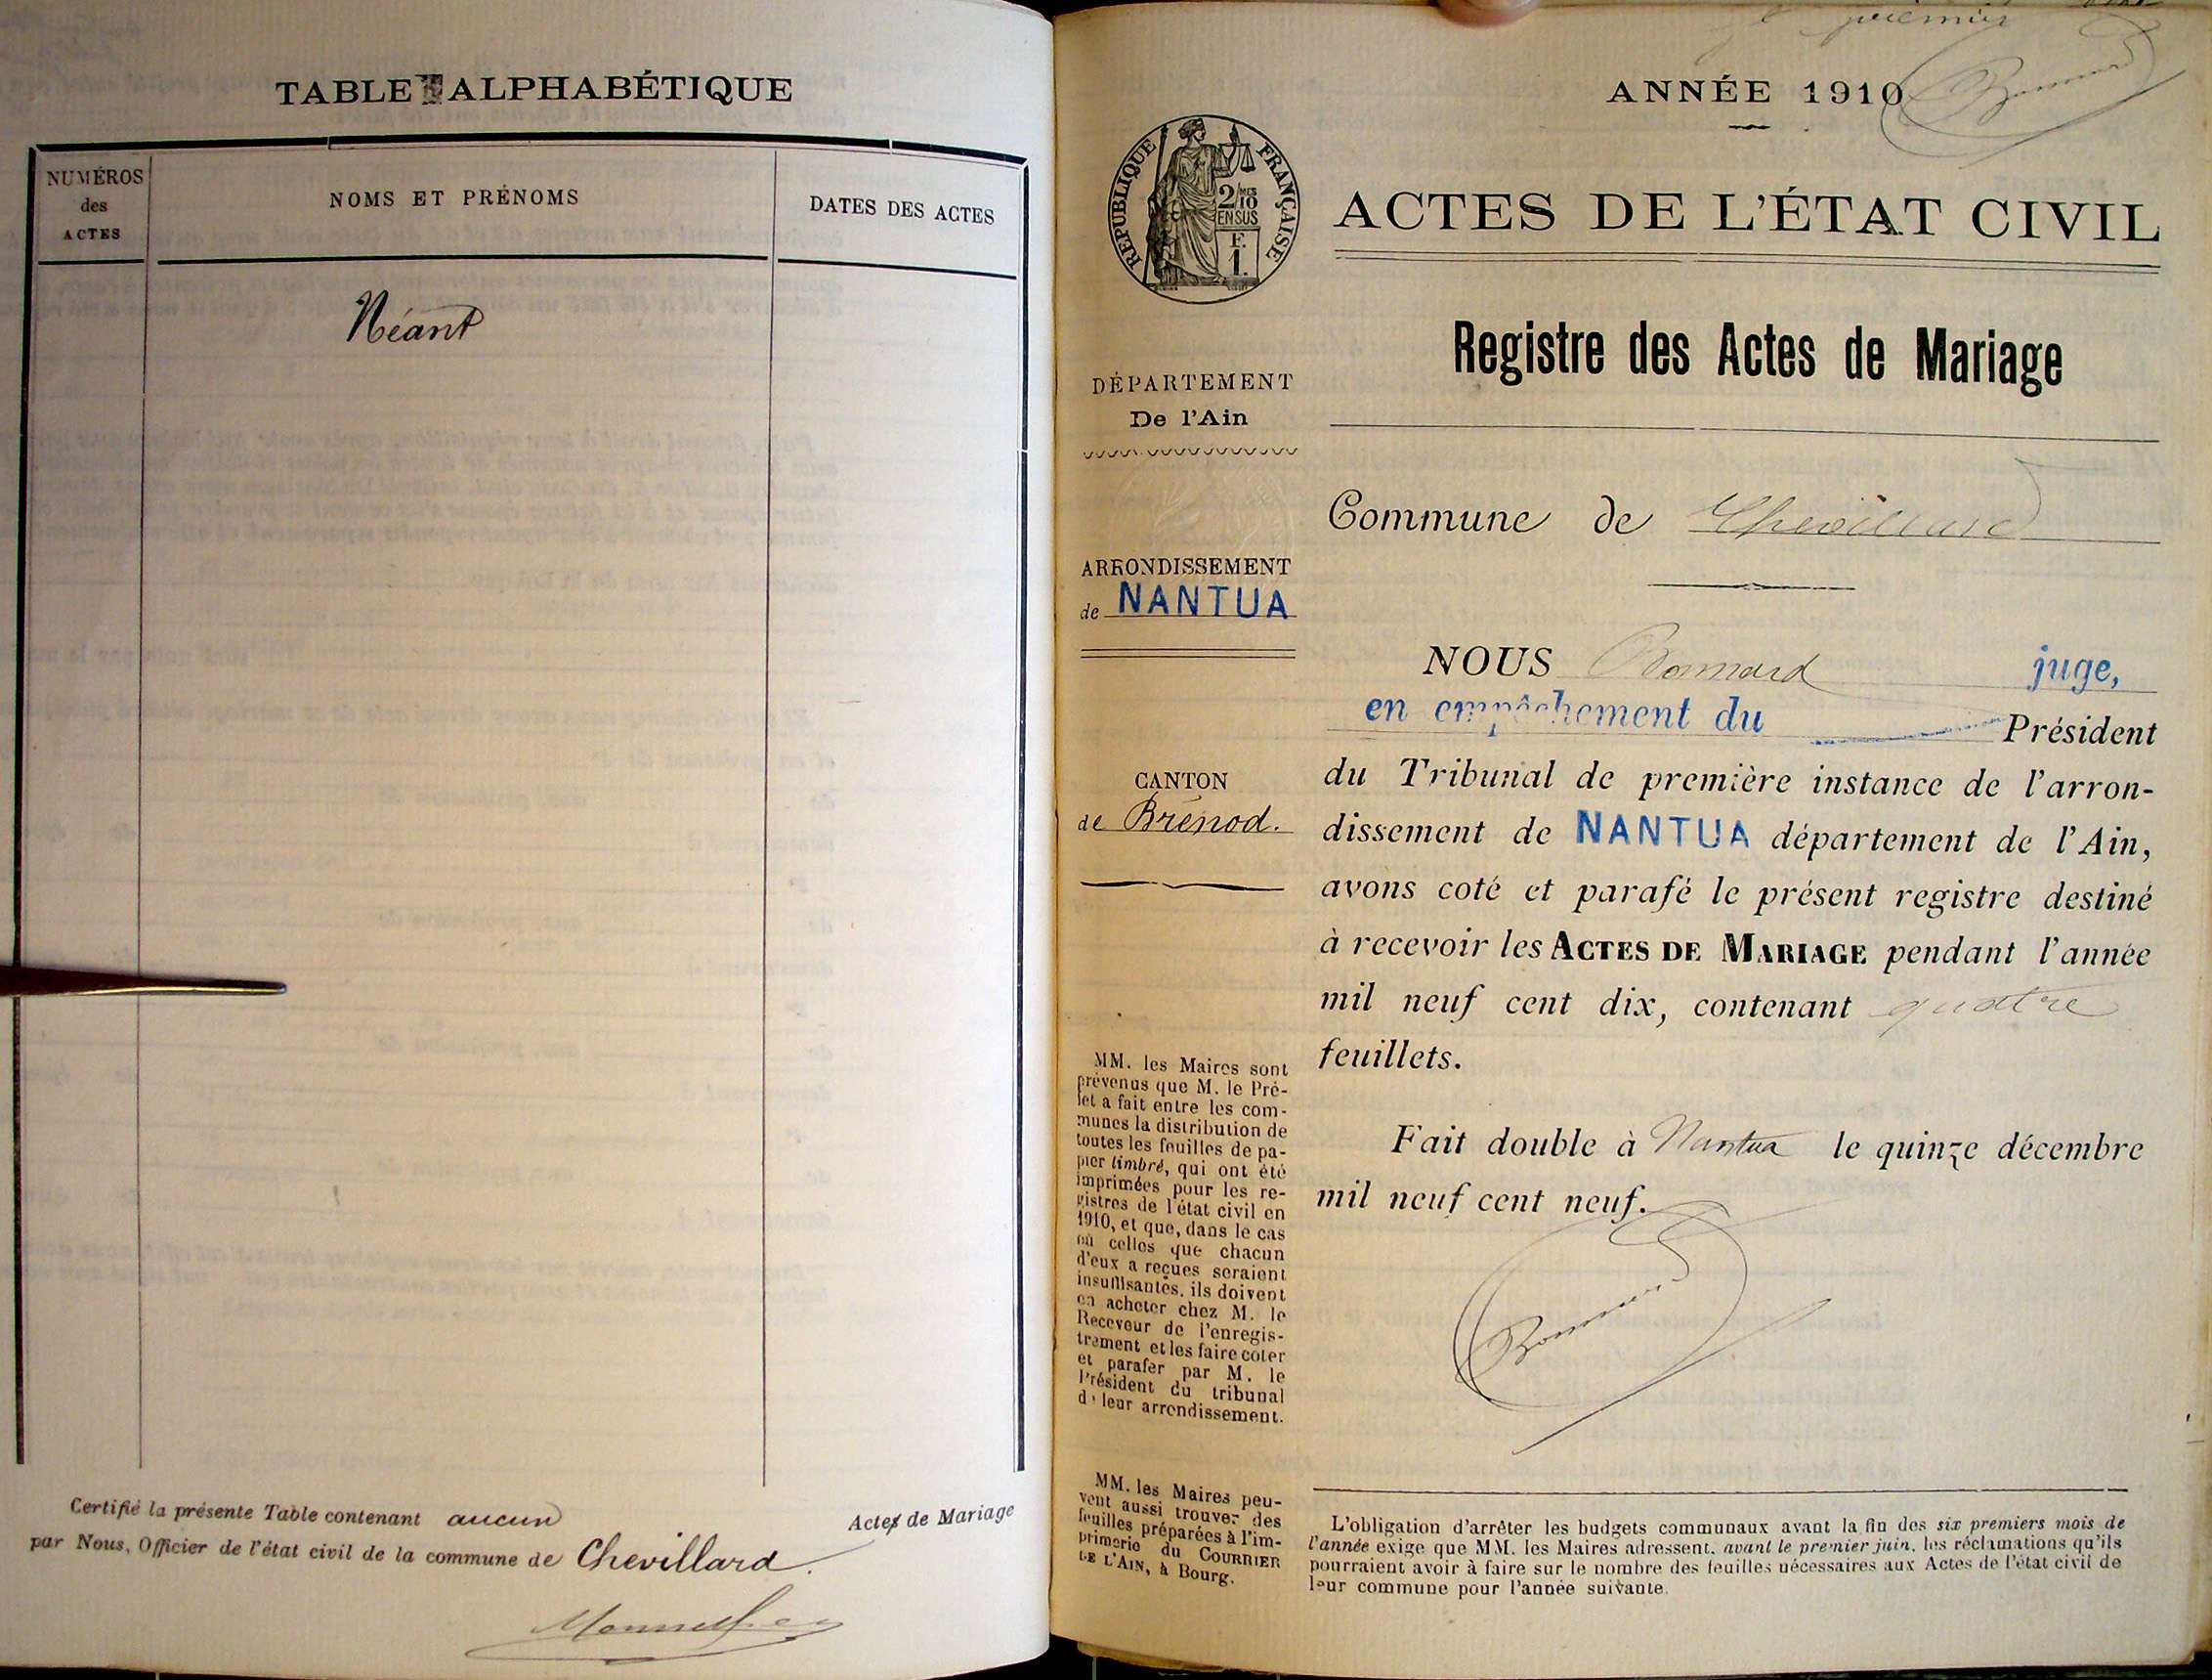 TABLE ALPHABÉTIQUE
NUMÉROS
des
ACTES
NOMS ET PRÉNOMS
DATES DES ACTES
Néant
Certifié la présente Table contenant aucun Actes de Mariage
par Nous, Officier de l'état civil de la commune de Chevillard.
premier
ANNÉE 1910
RÉPUBLIQUE FRANÇAISE
2/10
MES
EN SUS
F.
1.
ACTES DE L'ÉTAT CIVIL
Registre des Actes de Mariage
DÉPARTEMENT
De l'Ain
Commune de Chevillard
ARRONDISSEMENT
de NANTUA
CANTON
de Brénod.
NOUS Bonnard juge,
en empêchement du Président
du Tribunal de première instance de l'arron-
dissement de NANTUA département de l'Ain,
avons coté et parafé le présent registre destiné
à recevoir les ACTES DE MARIAGE pendant l'année
mil neuf cent dix, contenant quatre
feuillets.
Fait double à Nantua le quinze décembre
mil neuf cent neuf.
MM. les Maires sont
prévenus que M. le Pré-
fet a fait entre les com-
munes la distribution de
toutes les feuilles de pa-
pier timbré, qui ont été
imprimées pour les re-
gistres de l'état civil en
1910, et que, dans le cas
où celles que chacun
d'eux a reçues seraient
insuffisantes, ils doivent
en acheter chez M. le
Receveur de l'enregis-
trement et les faire coter
et parafer par M. le
Président du tribunal
de leur arrondissement.
MM. les Maires peu-
vent aussi trouver des
feuilles préparées à l'im-
primerie du COURRIER
DE L'AIN, à Bourg.
L'obligation d'arrêter les budgets communaux avant la fin des six premiers mois de
l'année exige que MM. les Maires adressent, avant le premier juin, les réclamations qu'ils
pourraient avoir à faire sur le nombre des feuilles nécessaires aux Actes de l'état civil de
leur commune pour l'année suivante.